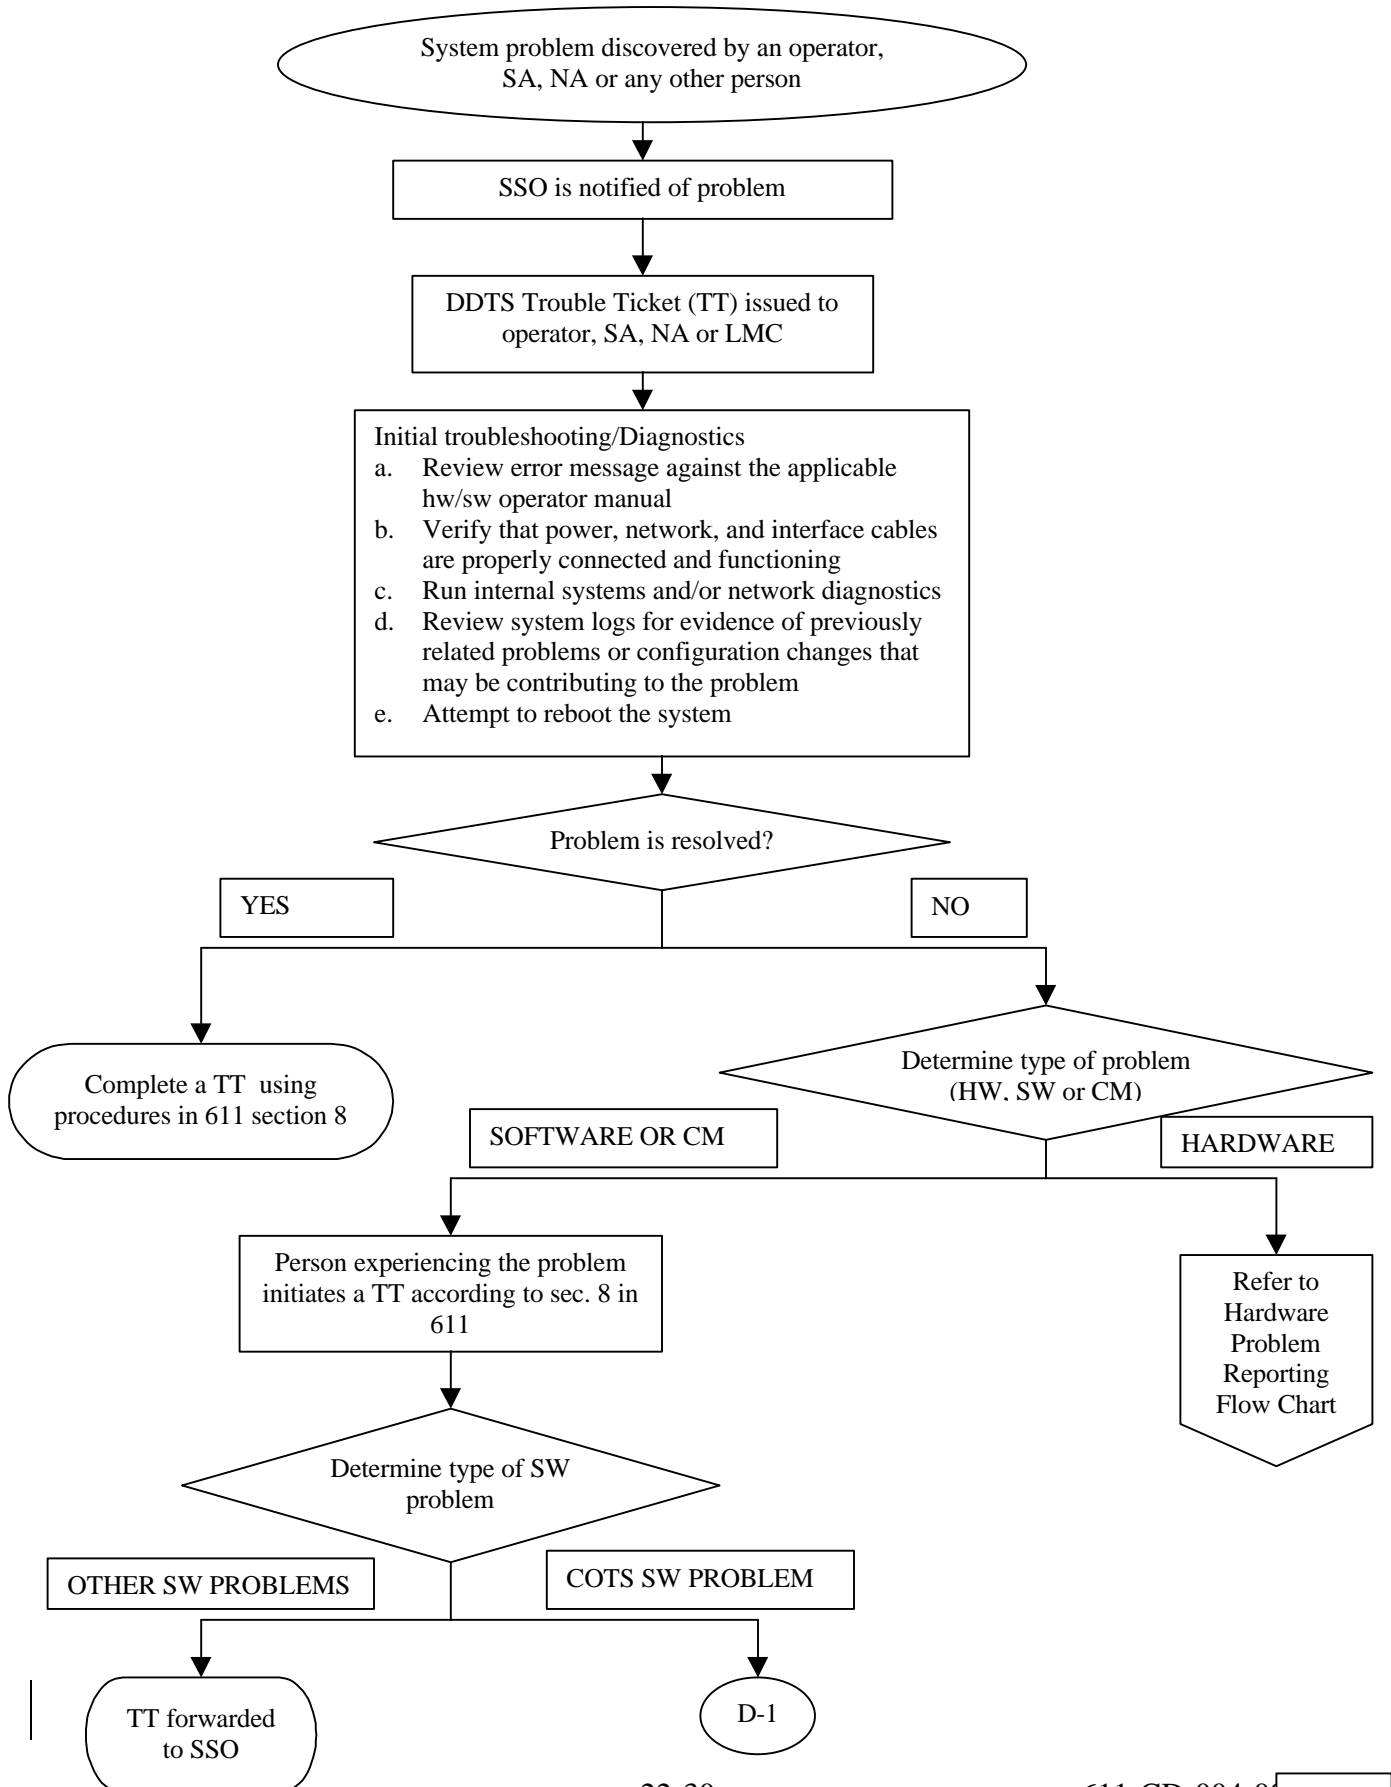 System problem discovered by an operator,
SA, NA or any other person
SSO is notified of problem
DDTS Trouble Ticket (TT) issued to
operator, SA, NA or LMC
Initial troubleshooting/Diagnostics
a. Review error message against the applicable
hw/sw operator manual
b. Verify that power, network, and interface cables
are properly connected and functioning
c. Run internal systems and/or network diagnostics
d. Review system logs for evidence of previously
related problems or configuration changes that
may be contributing to the problem
e. Attempt to reboot the system
Problem is resolved?
YES
NO
Complete a TT using
procedures in 611 section 8
Determine type of problem
(HW, SW or CM)
SOFTWARE OR CM
HARDWARE
Person experiencing the problem
initiates a TT according to sec. 8 in
611
Refer to
Hardware
Problem
Reporting
Flow Chart
Determine type of SW
problem
OTHER SW PROBLEMS
COTS SW PROBLEM
TT forwarded
to SSO
D-1